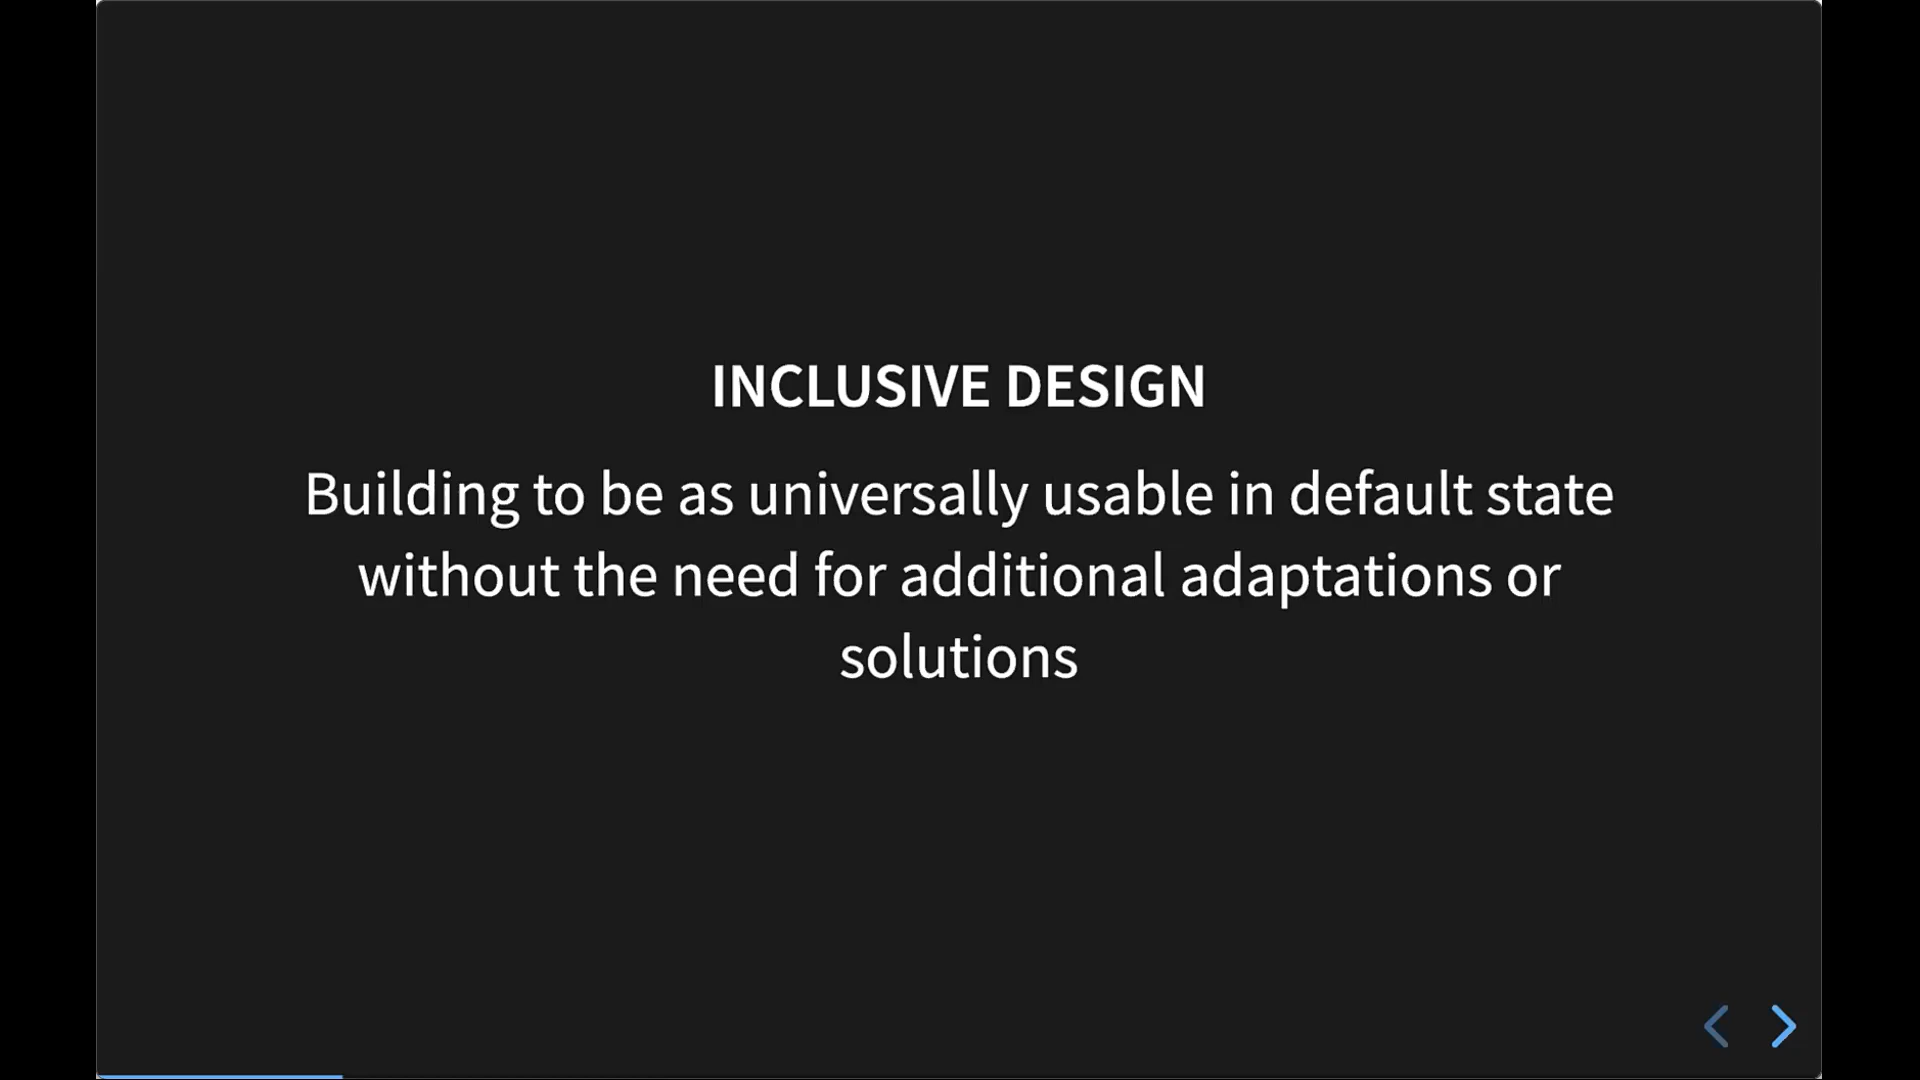 INCLUSIVE DESIGN
Building to be as universally usable in default state
without the need for additional adaptations or
solutions